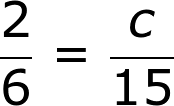 2/6 = c/15